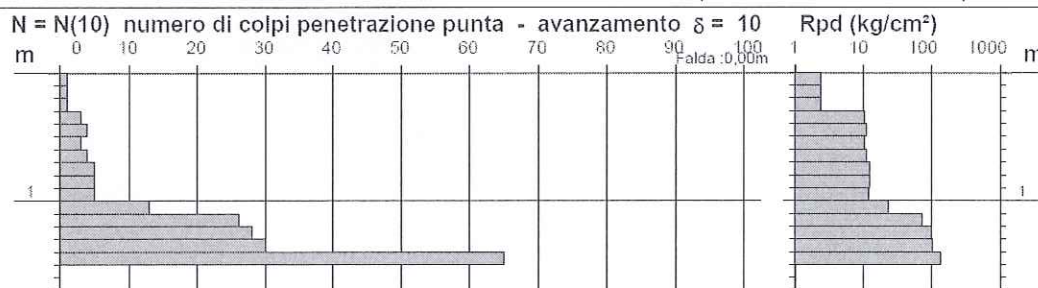 N = N(10) numero di colpi penetrazione punta - avanzamento δ = 10 Rpd (kg/cm²)
m 0 10 20 30 40 50 60 70 80 90 100 1 10 100 1000 m
Falda :0,00m
1 1